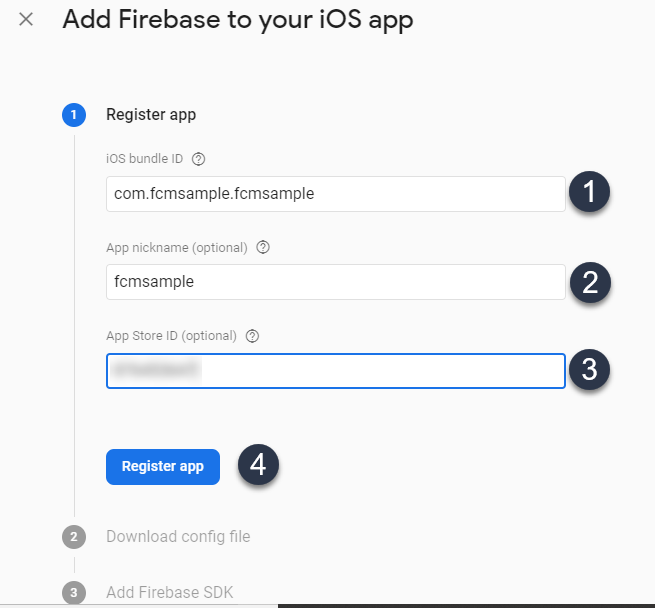 Add Firebase to your iOS app
1 Register app
iOS bundle ID ?
com.fcmsample.fcmsample 1
App nickname (optional) ?
fcmsample 2
App Store ID (optional) ?
3
Register app 4
2 Download config file
3 Add Firebase SDK